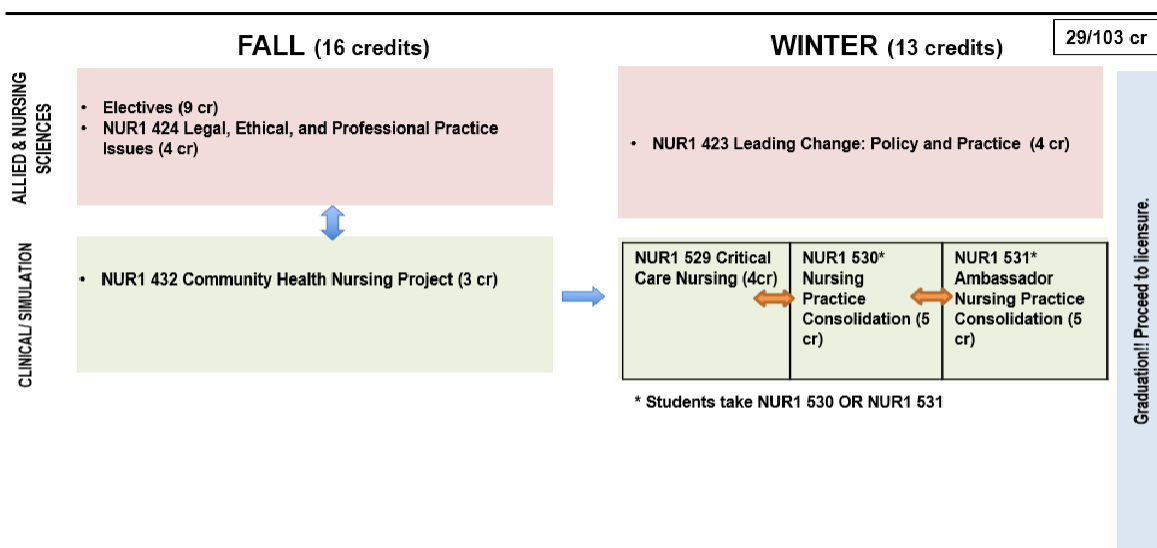 FALL (16 credits)
WINTER (13 credits)
29/103 cr
ALLIED & NURSING
SCIENCES
• Electives (9 cr)
• NUR1 424 Legal, Ethical, and Professional Practice
Issues (4 cr)
• NUR1 423 Leading Change: Policy and Practice (4 cr)
CLINICAL/ SIMULATION
• NUR1 432 Community Health Nursing Project (3 cr)
NUR1 529 Critical
Care Nursing (4cr)
NUR1 530*
Nursing
Practice
Consolidation (5
cr)
NUR1 531*
Ambassador
Nursing Practice
Consolidation (5
cr)
* Students take NUR1 530 OR NUR1 531
Graduation!! Proceed to licensure.